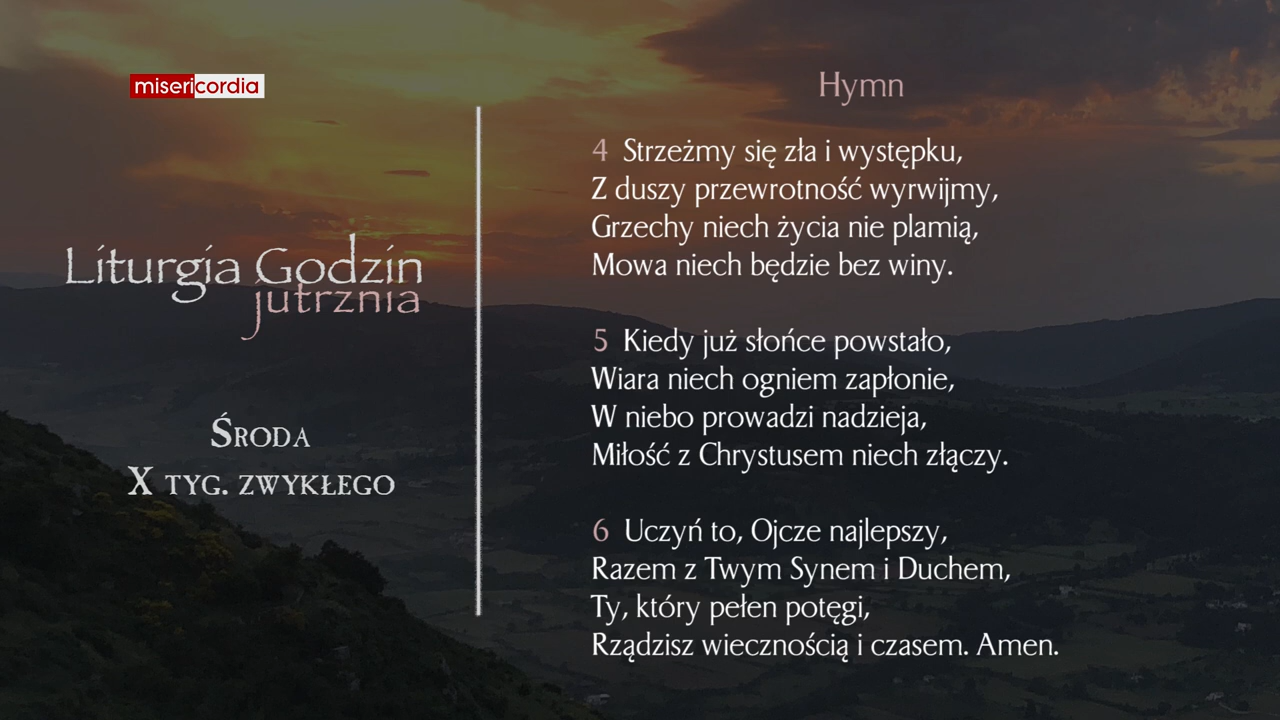 misericordia
Liturgia Godzin
jutrznia
Środa
X tyg. zwykłego
Hymn
4 Strzeżmy się zła i występku,
Z duszy przewrotność wyrwijmy,
Grzechy niech życia nie plamią,
Mowa niech będzie bez winy.
5 Kiedy już słońce powstało,
Wiara niech ogniem zapłonie,
W niebo prowadzi nadzieja,
Miłość z Chrystusem niech złączy.
6 Uczyń to, Ojcze najlepszy,
Razem z Twym Synem i Duchem,
Ty, który pełen potęgi,
Rządzisz wiecznością i czasem. Amen.